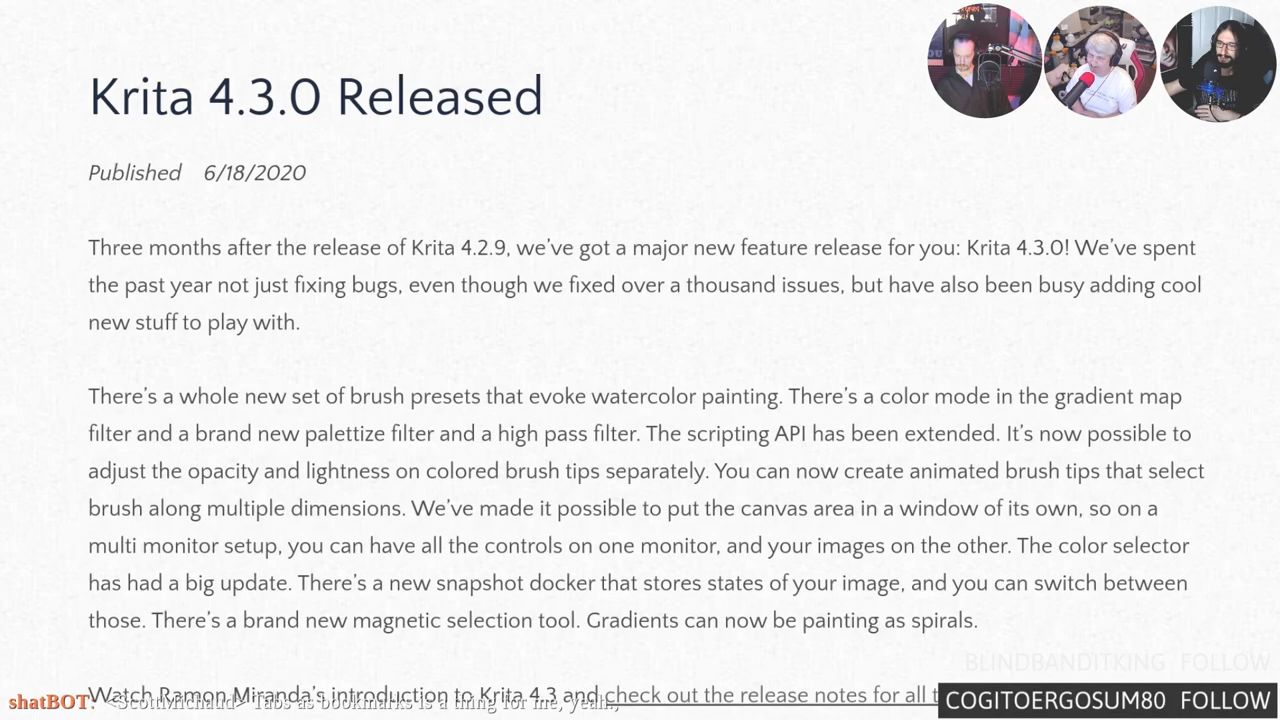 Krita 4.3.0 Released
Published 6/18/2020
Three months after the release of Krita 4.2.9, we've got a major new feature release for you: Krita 4.3.0! We've spent
the past year not just fixing bugs, even though we fixed over a thousand issues, but have also been busy adding cool
new stuff to play with.
There's a whole new set of brush presets that evoke watercolor painting. There's a color mode in the gradient map
filter and a brand new palettize filter and a high pass filter. The scripting API has been extended. It's now possible to
adjust the opacity and lightness on colored brush tips separately. You can now create animated brush tips that select
brush along multiple dimensions. We've made it possible to put the canvas area in a window of its own, so on a
multi monitor setup, you can have all the controls on one monitor, and your images on the other. The color selector
has had a big update. There's a new snapshot docker that stores states of your image, and you can switch between
those. There's a brand new magnetic selection tool. Gradients can now be painting as spirals.
BLINDBANDITKING FOLLOW
Watch Ramon Miranda's introduction to Krita 4.3 and check out the release notes for all t
shatBOT: <ScottMichaud> Tabs as bookmarks is a thing for me, yeah.,
COGITOERGOSUM80 FOLLOW